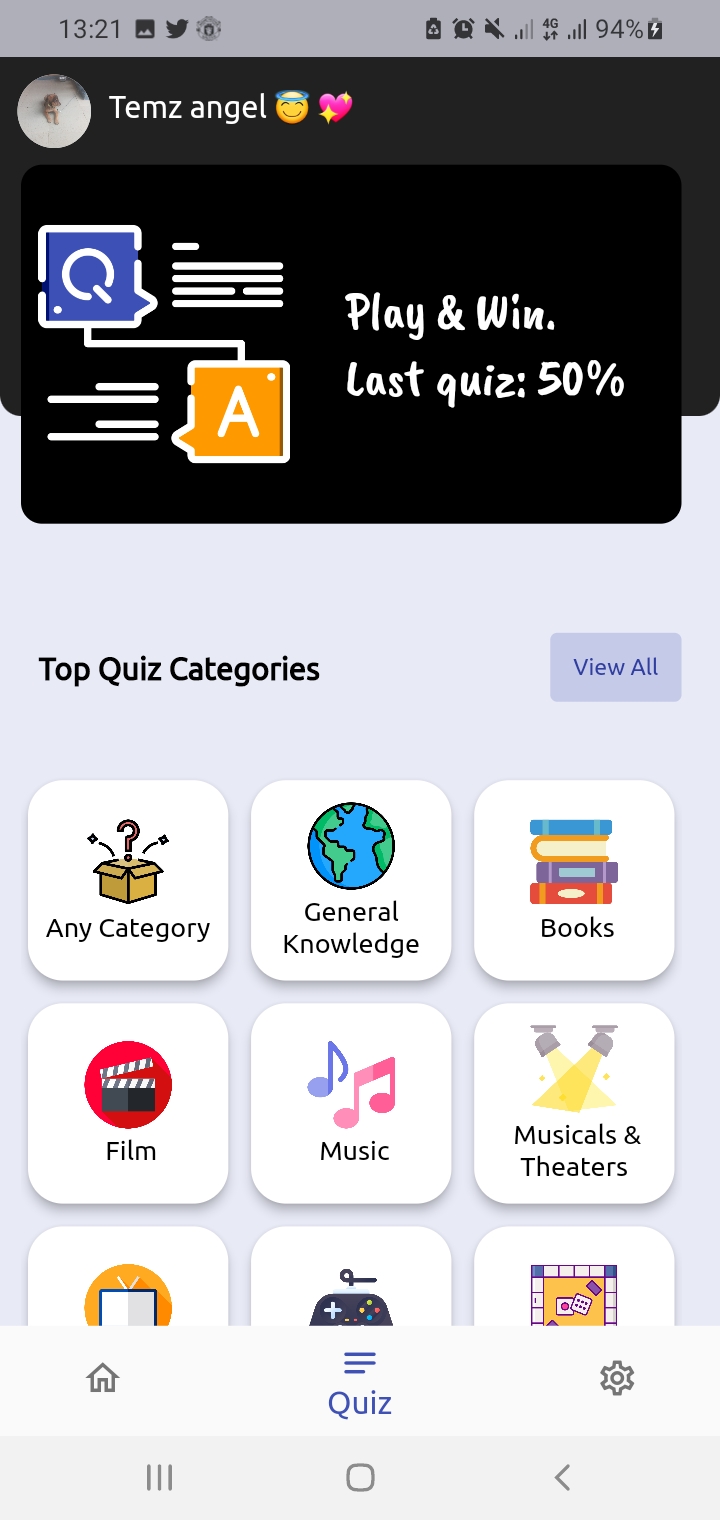 13:21 4G 94%
Temz angel 😇 💖
Q
A
Play & Win.
Last quiz: 50%
Top Quiz Categories
View All
Any Category
General
Knowledge
Books
Film
Music
Musicals &
Theaters
Quiz